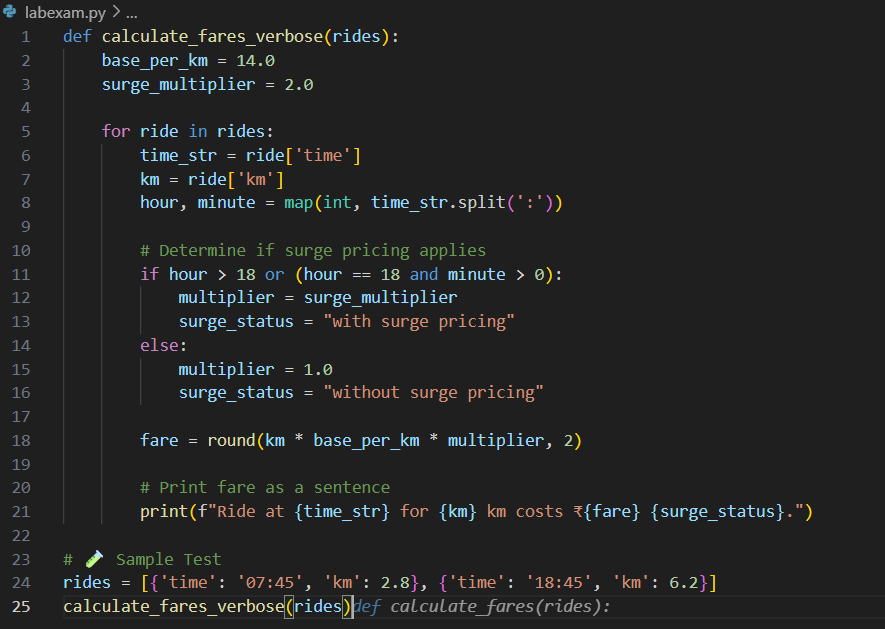 labexam.py > ...
1 def calculate_fares_verbose(rides):
2     base_per_km = 14.0
3     surge_multiplier = 2.0
4
5     for ride in rides:
6         time_str = ride['time']
7         km = ride['km']
8         hour, minute = map(int, time_str.split(':'))
9
10         # Determine if surge pricing applies
11         if hour > 18 or (hour == 18 and minute > 0):
12             multiplier = surge_multiplier
13             surge_status = "with surge pricing"
14         else:
15             multiplier = 1.0
16             surge_status = "without surge pricing"
17
18         fare = round(km * base_per_km * multiplier, 2)
19
20         # Print fare as a sentence
21         print(f"Ride at {time_str} for {km} km costs ₹{fare} {surge_status}.")
22
23 # 🧪 Sample Test
24 rides = [{'time': '07:45', 'km': 2.8}, {'time': '18:45', 'km': 6.2}]
25 calculate_fares_verbose(rides)def calculate_fares(rides):